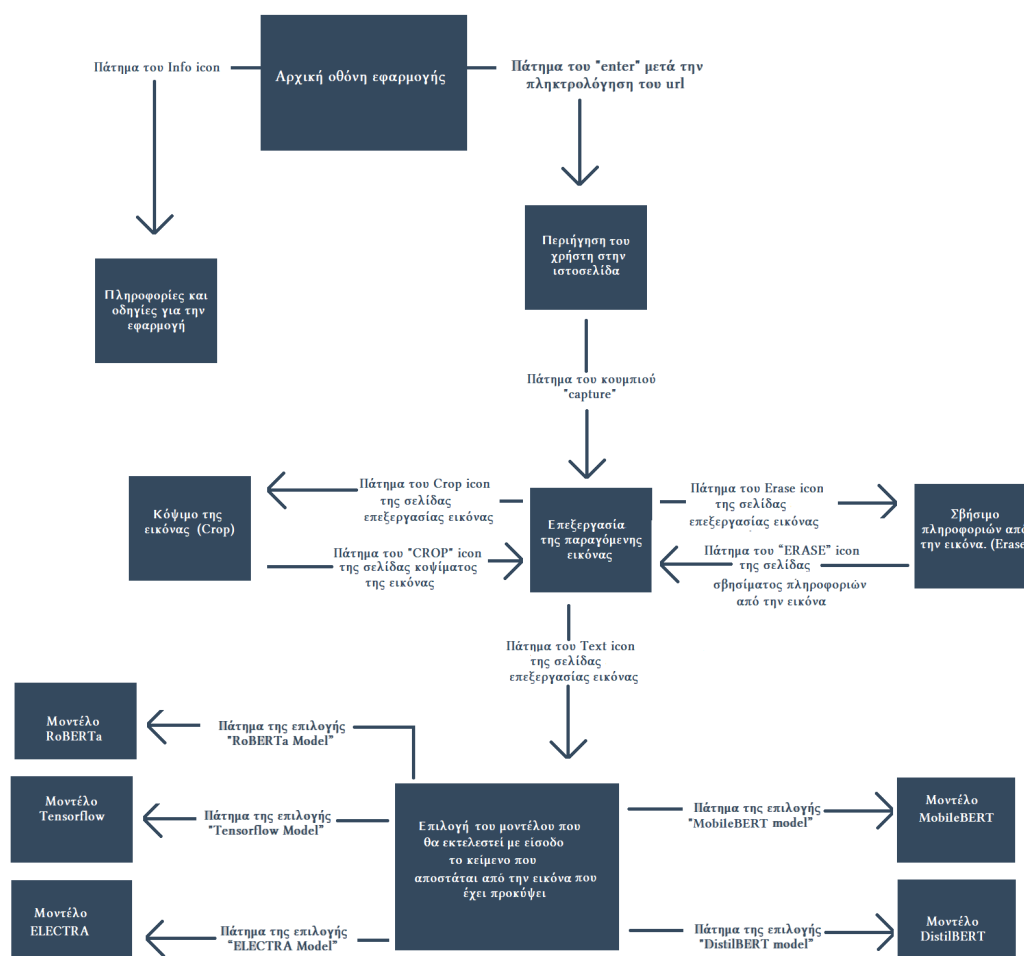 Πάτημα του Info icon
Αρχική οθόνη εφαρμογής
Πάτημα του "enter" μετά την
πληκτρολόγηση του url
Περιήγηση του
χρήστη στην
ιστοσελίδα
Πληροφορίες και
οδηγίες για την
εφαρμογή
Πάτημα του κουμπιού
"capture"
Κόψιμο της
εικόνας (Crop)
Πάτημα του Crop icon
της σελίδας
επεξεργασίας εικόνας
Πάτημα του "CROP" icon
της σελίδας κοψίματος
της εικόνας
Επεξεργασία
της παραγόμενης
εικόνας
Πάτημα του Erase icon
της σελίδας
επεξεργασίας εικόνας
Πάτημα του “ERASE” icon
της σελίδας
σβησίματος πληροφοριών
από την εικόνα
Σβήσιμο
πληροφοριών από
την εικόνα. (Erase
Πάτημα του Text icon
της σελίδας
επεξεργασίας εικόνας
Μοντέλο
RoBERTa
Πάτημα της επιλογής
"RoBERTa Model”
Μοντέλο
Tensorflow
Πάτημα της επιλογής
"Tensorflow Model”
Μοντέλο
ELECTRA
Πάτημα της επιλογής
“ELECTRA Model”
Επιλογή του μοντέλου που
θα εκτελεστεί με είσοδο
το κείμενο που
αποστάται από την εικόνα που
έχει προκύψει
Πάτημα της επιλογής
"MobileBERT model”
Μοντέλο
MobileBERT
Πάτημα της επιλογής
"DistilBERT model”
Μοντέλο
DistilBERT